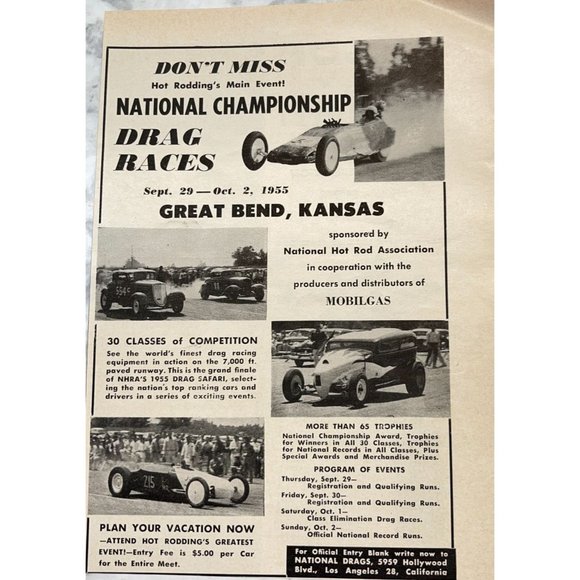 DON'T MISS
Hot Rodding's Main Event!
NATIONAL CHAMPIONSHIP
DRAG
RACES
Sept. 29 — Oct. 2, 1955
GREAT BEND, KANSAS
sponsored by
National Hot Rod Association
in cooperation with the
producers and distributors of
MOBILGAS
30 CLASSES of COMPETITION
See the world's finest drag racing
equipment in action on the 7,000 ft.
paved runway. This is the grand finale
of NHRA'S 1955 DRAG SAFARI, select-
ing the nation's top ranking cars and
drivers in a series of exciting events.
MORE THAN 65 TROPHIES
National Championship Award, Trophies
for Winners in All 30 Classes, Trophies
for National Records in All Classes, Plus
Special Awards and Merchandise Prizes.
PROGRAM OF EVENTS
Thursday, Sept. 29—
Registration and Qualifying Runs.
Friday, Sept. 30—
Registration and Qualifying Runs.
Saturday, Oct. 1—
Class Elimination Drag Races.
Sunday, Oct. 2—
Official National Record Runs.
215
PLAN YOUR VACATION NOW
—ATTEND HOT RODDING'S GREATEST
EVENT!—Entry Fee is $5.00 per Car
for the Entire Meet.
For Official Entry Blank write now to
NATIONAL DRAGS, 5959 Hollywood
Blvd., Los Angeles 28, California